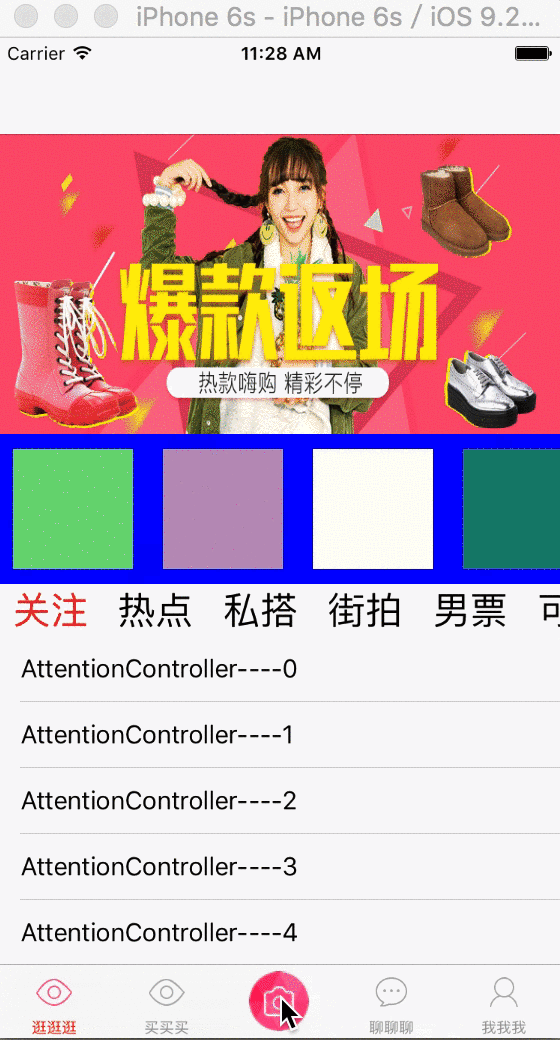 iPhone 6s - iPhone 6s / iOS 9.2...
Carrier 11:28 AM
爆款返场
热款嗨购 精彩不停
关注 热点 私搭 街拍 男票
AttentionController----0
AttentionController----1
AttentionController----2
AttentionController----3
AttentionController----4
逛逛逛 买买买 聊聊聊 我我我